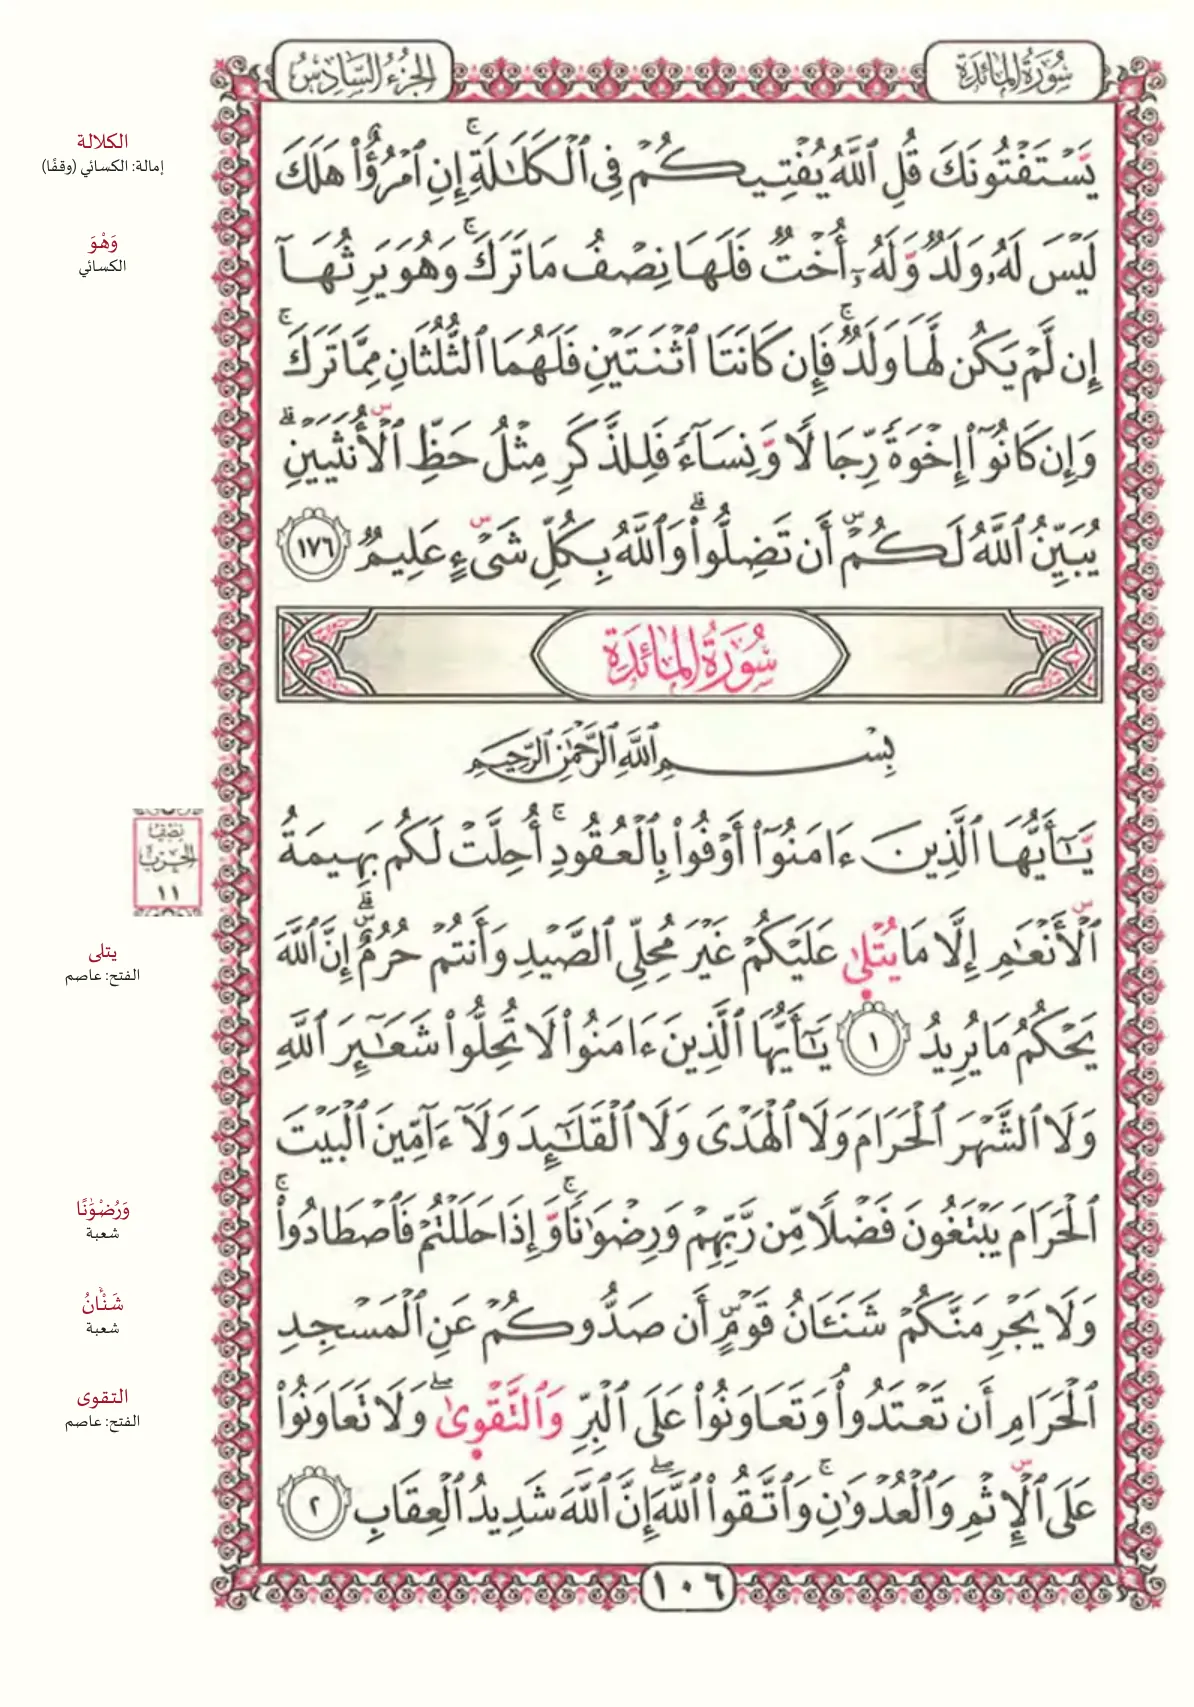 سُورَةُ المَائدَة
الجُزءُ السَّادِسُ
يَسۡتَفۡتُونَكَ قُلِ ٱللَّهُ يُفۡتِيكُمۡ فِي ٱلۡكَلَٰلَةِۚ إِنِ ٱمۡرُؤٌاْ هَلَكَ
لَيۡسَ لَهُۥ وَلَدٞ وَلَهُۥٓ أُخۡتٞ فَلَهَا نِصۡفُ مَا تَرَكَۚ وَهُوَ يَرِثُهَآ
إِن لَّمۡ يَكُن لَّهَا وَلَدٞۚ فَإِن كَانَتَا ٱثۡنَتَيۡنِ فَلَهُمَا ٱلثُّلُثَانِ مِمَّا تَرَكَۚ
وَإِن كَانُوٓاْ إِخۡوَةٗ رِّجَالٗا وَنِسَآءٗ فَلِلذَّكَرِ مِثۡلُ حَظِّ ٱلۡأُنثَيَيۡنِۗ
يُبَيِّنُ ٱللَّهُ لَكُمۡ أَن تَضِلُّواْۗ وَٱللَّهُ بِكُلِّ شَيۡءٍ عَلِيمُۢ ١٧٦
سُورَةُ المَائدَة
بِسۡمِ ٱللَّهِ ٱلرَّحۡمَٰنِ ٱلرَّحِيمِ
يَٰٓأَيُّهَا ٱلَّذِينَ ءَامَنُوٓاْ أَوۡفُواْ بِٱلۡعُقُودِۚ أُحِلَّتۡ لَكُم بَهِيمَةُ
ٱلۡأَنۡعَٰمِ إِلَّا مَا يُتۡلَىٰ عَلَيۡكُمۡ غَيۡرَ مُحِلِّي ٱلصَّيۡدِ وَأَنتُمۡ حُرُمٌۗ إِنَّ ٱللَّهَ
يَحۡكُمُ مَا يُرِيدُ ١ يَٰٓأَيُّهَا ٱلَّذِينَ ءَامَنُواْ لَا تُحِلُّواْ شَعَٰٓئِرَ ٱللَّهِ
وَلَا ٱلشَّهۡرَ ٱلۡحَرَامَ وَلَا ٱلۡهَدۡيَ وَلَا ٱلۡقَلَٰٓئِدَ وَلَآ ءَآمِّينَ ٱلۡبَيۡتَ
ٱلۡحَرَامَ يَبۡتَغُونَ فَضۡلٗا مِّن رَّبِّهِمۡ وَرِضۡوَٰنٗاۚ وَإِذَا حَلَلۡتُمۡ فَٱصۡطَادُواْۚ
وَلَا يَجۡرِمَنَّكُمۡ شَنَـَٔانُ قَوۡمٍ أَن صَدُّوكُمۡ عَنِ ٱلۡمَسۡجِدِ
ٱلۡحَرَامِ أَن تَعۡتَدُواْۘ وَتَعَاوَنُواْ عَلَى ٱلۡبِرِّ وَٱلتَّقۡوَىٰۖ وَلَا تَعَاوَنُواْ
عَلَى ٱلۡإِثۡمِ وَٱلۡعُدۡوَٰنِۚ وَٱتَّقُواْ ٱللَّهَۖ إِنَّ ٱللَّهَ شَدِيدُ ٱلۡعِقَابِ ٢
١٠٦
الكلالة
إمالة: الكسائي (وقفًا)
وَهْوَ
الكسائي
نصف
الحزب
١١
يتلى
الفتح: عاصم
وَرُضْوَٰنًا
شعبة
شَنْـَٔانُ
شعبة
التقوى
الفتح: عاصم